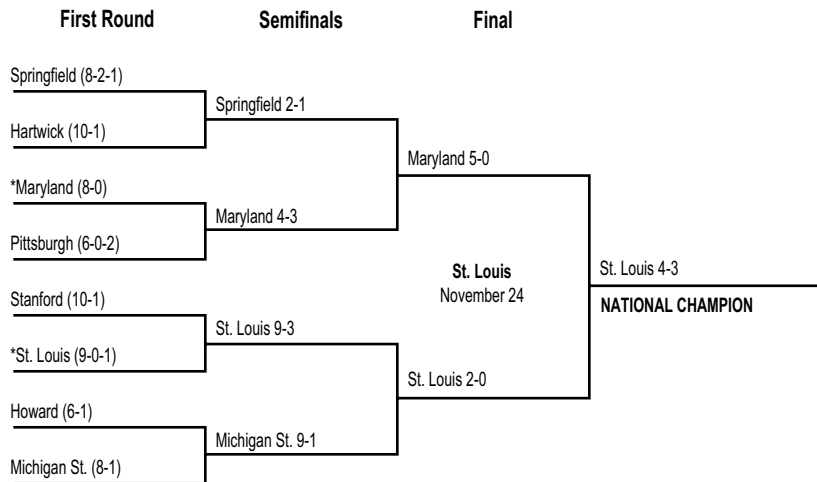 First Round
Semifinals
Final
Springfield (8-2-1)
Springfield 2-1
Hartwick (10-1)
Maryland 5-0
*Maryland (8-0)
Maryland 4-3
Pittsburgh (6-0-2)
St. Louis
November 24
St. Louis 4-3
NATIONAL CHAMPION
Stanford (10-1)
St. Louis 9-3
*St. Louis (9-0-1)
St. Louis 2-0
Howard (6-1)
Michigan St. 9-1
Michigan St. (8-1)